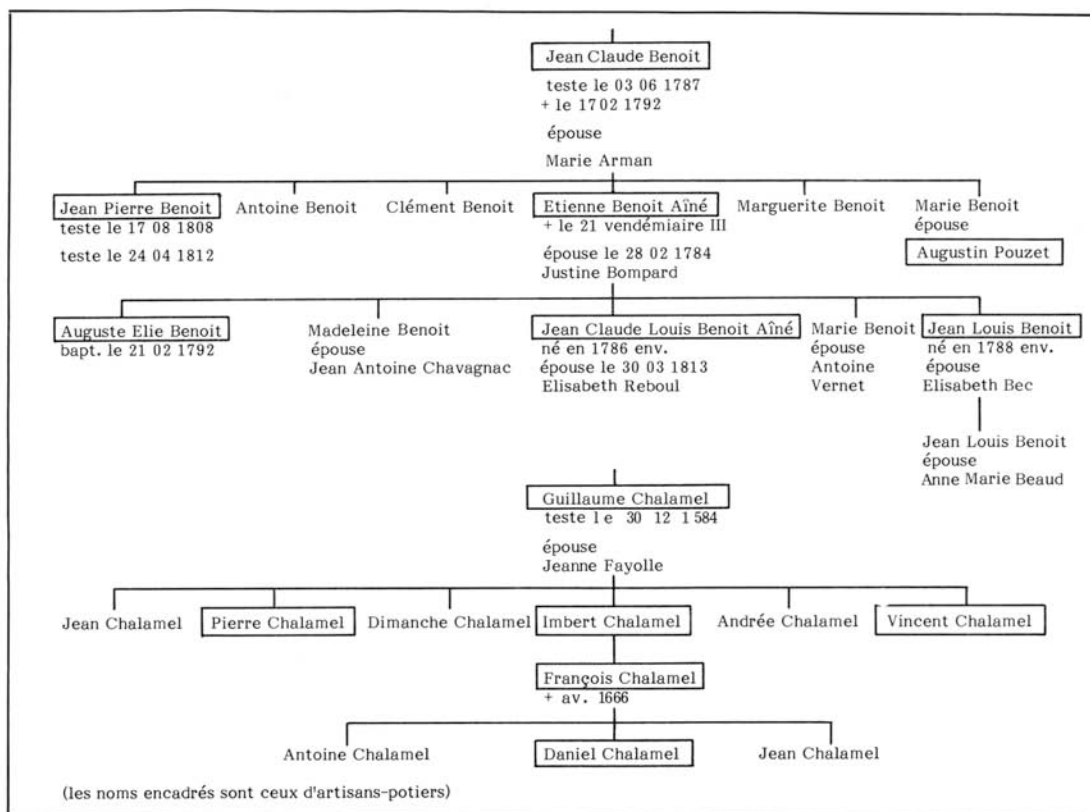 Jean Claude Benoit
teste le 03 06 1787
+ le 17 02 1792
épouse
Marie Arman
Jean Pierre Benoit
teste le 17 08 1808
teste le 24 04 1812
Antoine Benoit
Clément Benoit
Etienne Benoit Aîné
+ le 21 vendémiaire III
épouse le 28 02 1784
Justine Bompard
Marguerite Benoit
Marie Benoit
épouse
Augustin Pouzet
Auguste Elie Benoit
bapt. le 21 02 1792
Madeleine Benoit
épouse
Jean Antoine Chavagnac
Jean Claude Louis Benoit Aîné
né en 1786 env.
épouse le 30 03 1813
Elisabeth Reboul
Marie Benoit
épouse
Antoine
Vernet
Jean Louis Benoit
né en 1788 env.
épouse
Elisabeth Bec
Jean Louis Benoit
épouse
Anne Marie Beaud
Guillaume Chalamel
teste le 30 12 1584
épouse
Jeanne Fayolle
Jean Chalamel
Pierre Chalamel
Dimanche Chalamel
Imbert Chalamel
Andrée Chalamel
Vincent Chalamel
François Chalamel
+ av. 1666
Antoine Chalamel
Daniel Chalamel
Jean Chalamel
(les noms encadrés sont ceux d'artisans-potiers)